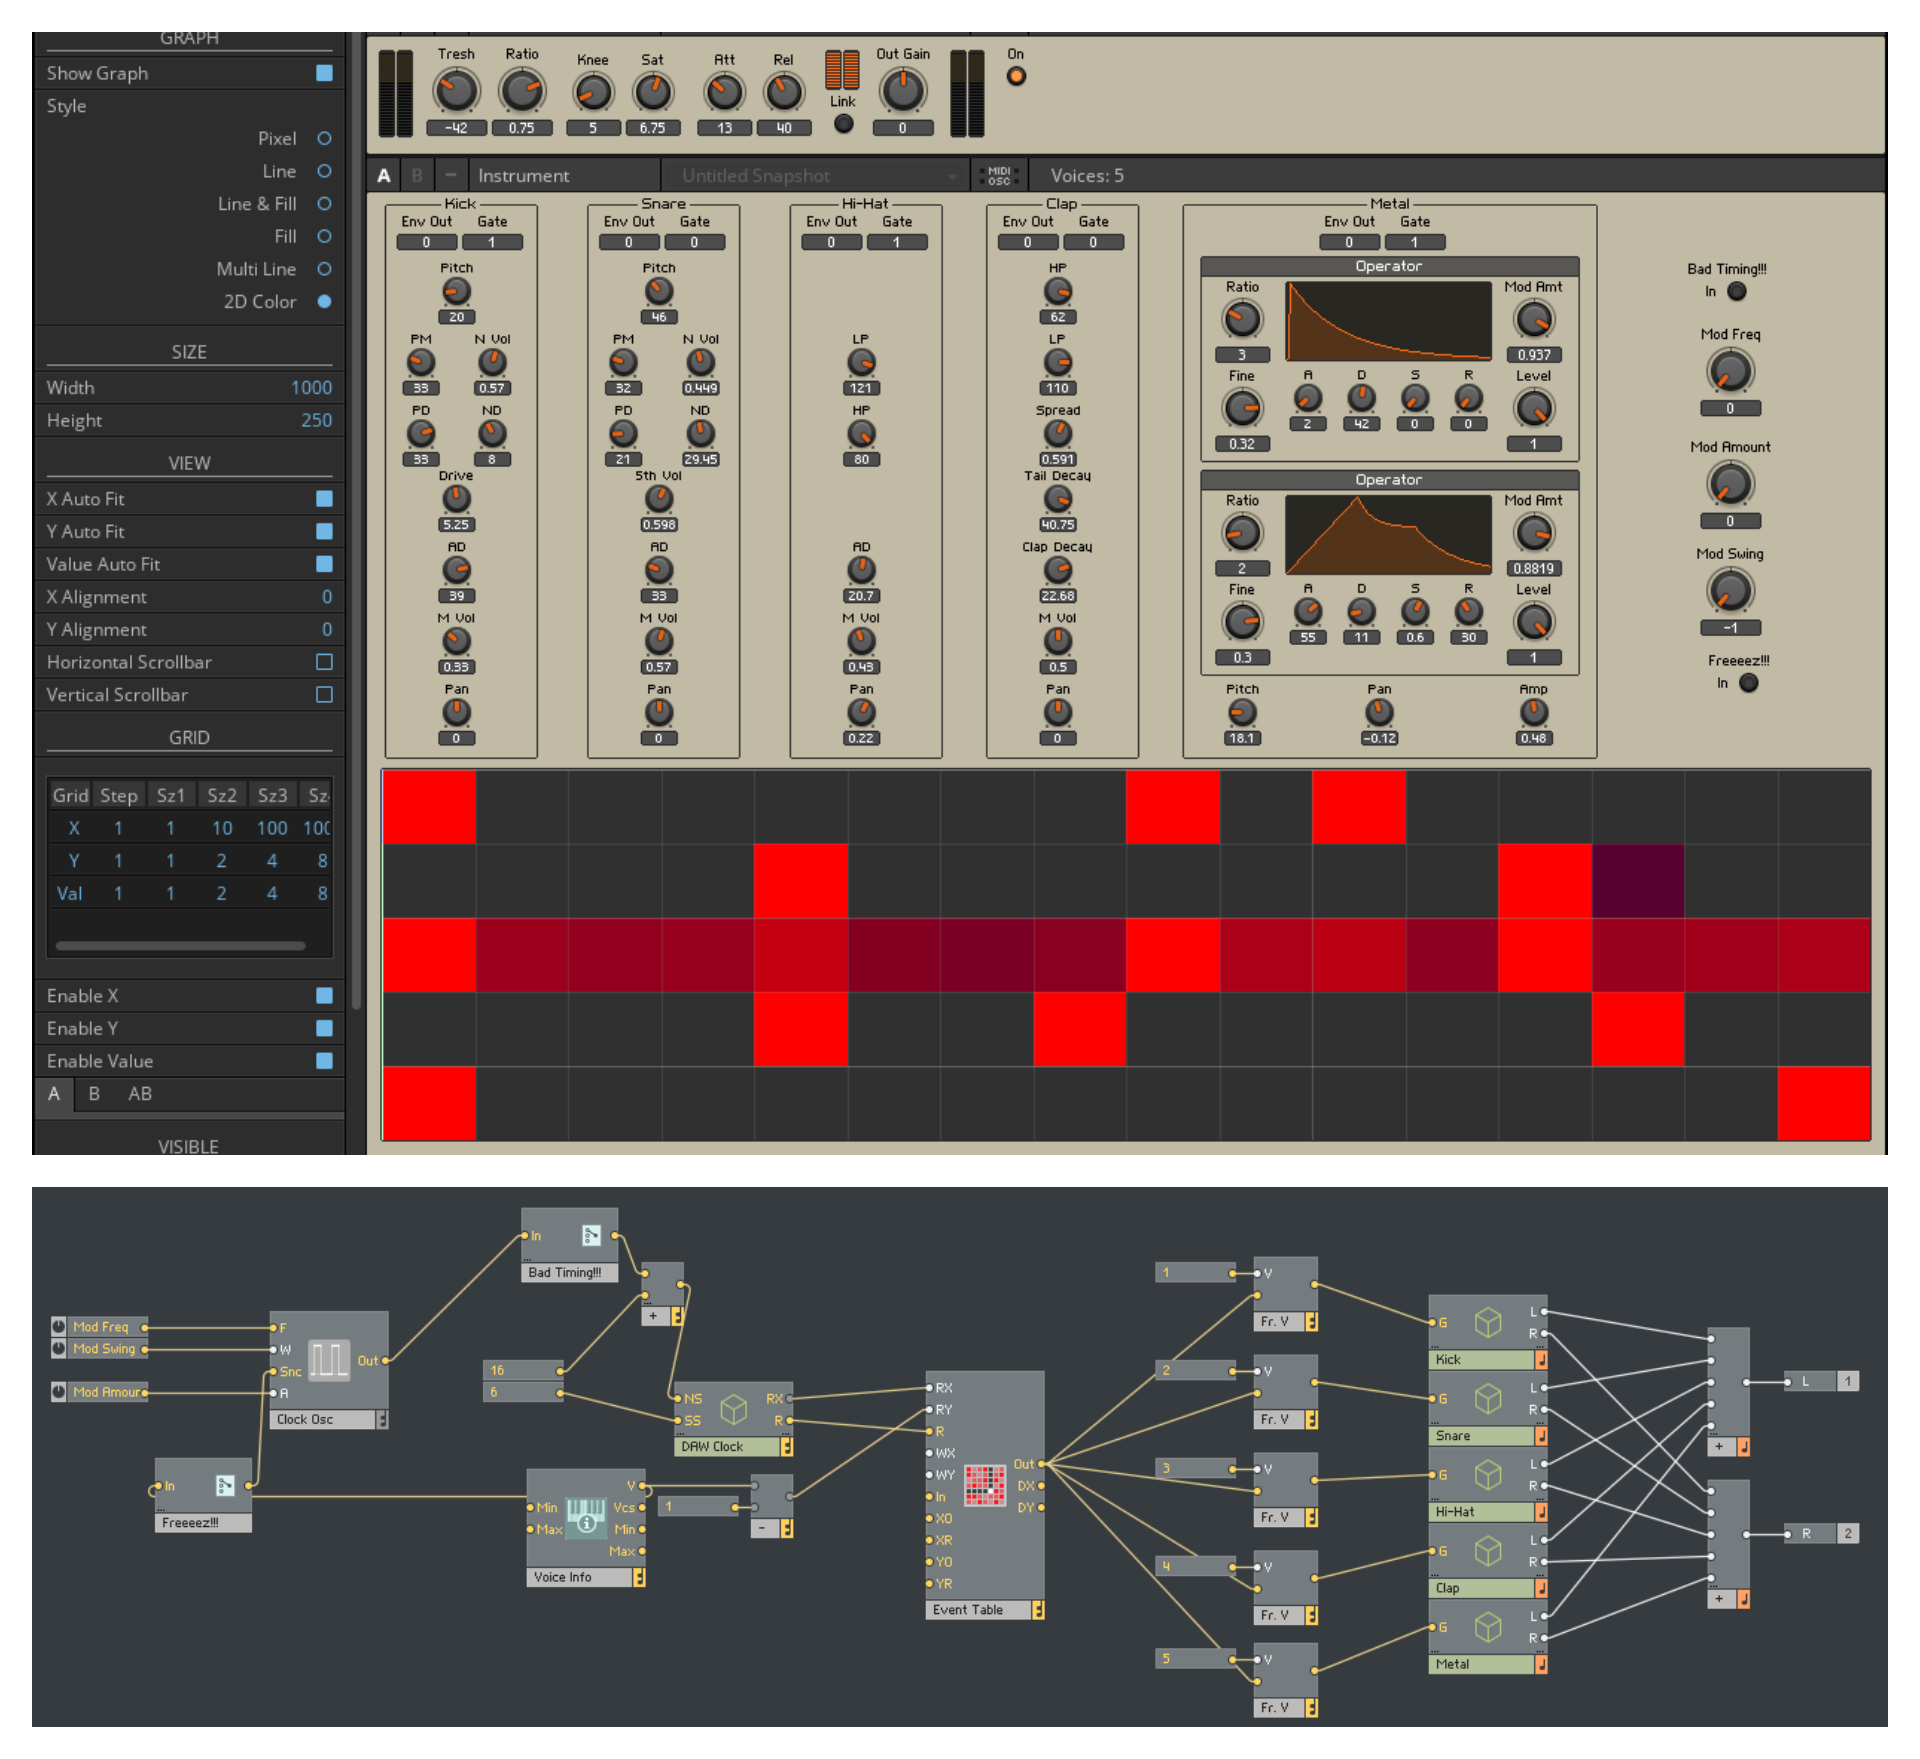 GRAPH
Show Graph
Style
Pixel
Line
Line & Fill
Fill
Multi Line
2D Color
SIZE
Width 1000
Height 250
VIEW
X Auto Fit
Y Auto Fit
Value Auto Fit
X Alignment 0
Y Alignment 0
Horizontal Scrollbar
Vertical Scrollbar
GRID
Grid Step Sz1 Sz2 Sz3 Sz
X 1 1 10 100 100
Y 1 1 2 4 8
Val 1 1 2 4 8
Enable X
Enable Y
Enable Value
A B AB
VISIBLE
Tresh Ratio Knee Sat Att Rel Link Out Gain On
-42 0.75 5 6.75 13 40 0
A B - Instrument Untitled Snapshot MIDI OSC Voices: 5
Kick
Env Out Gate
0 1
Pitch
20
PM N Vol
33 0.57
PD ND
33 8
Drive
5.25
AD
39
M Vol
0.33
Pan
0
Snare
Env Out Gate
0 0
Pitch
46
PM N Vol
32 0.449
PD ND
21 29.45
5th Vol
0.598
AD
33
M Vol
0.57
Pan
0
Hi-Hat
Env Out Gate
0 1
LP
121
HP
80
AD
20.7
M Vol
0.43
Pan
0.22
Clap
Env Out Gate
0 0
HP
62
LP
110
Spread
0.591
Tail Decay
40.75
Clap Decay
22.68
M Vol
0.5
Pan
0
Metal
Env Out Gate
0 1
Operator
Ratio Mod Amt
3 0.937
Fine A D S R Level
0.32 2 42 0 0 1
Operator
Ratio Mod Amt
2 0.8819
Fine A D S R Level
0.3 55 11 0.6 30 1
Pitch Pan Amp
18.1 -0.12 0.48
Bad Timing!!!
In
Mod Freq
0
Mod Amount
0
Mod Swing
-1
Freeeez!!!
In
Mod Freq
Mod Swing
Mod Amour
F
W
Snc
A
Out
Clock Osc
In
Freeeez!!!
In
Bad Timing!!!
+
16
6
NS RX
SS R
DAW Clock
V
Min Vcs
Max Min
Max
Voice Info
1
-
RX
RY
R
WX
WY
In
XO
XR
YO
YR
Out
DX
DY
Event Table
1 V
Fr. V
2 V
Fr. V
3 V
Fr. V
4 V
Fr. V
5 V
Fr. V
G L
R
Kick
G L
R
Snare
G L
R
Hi-Hat
G L
R
Clap
G L
R
Metal
+
L 1
+
R 2